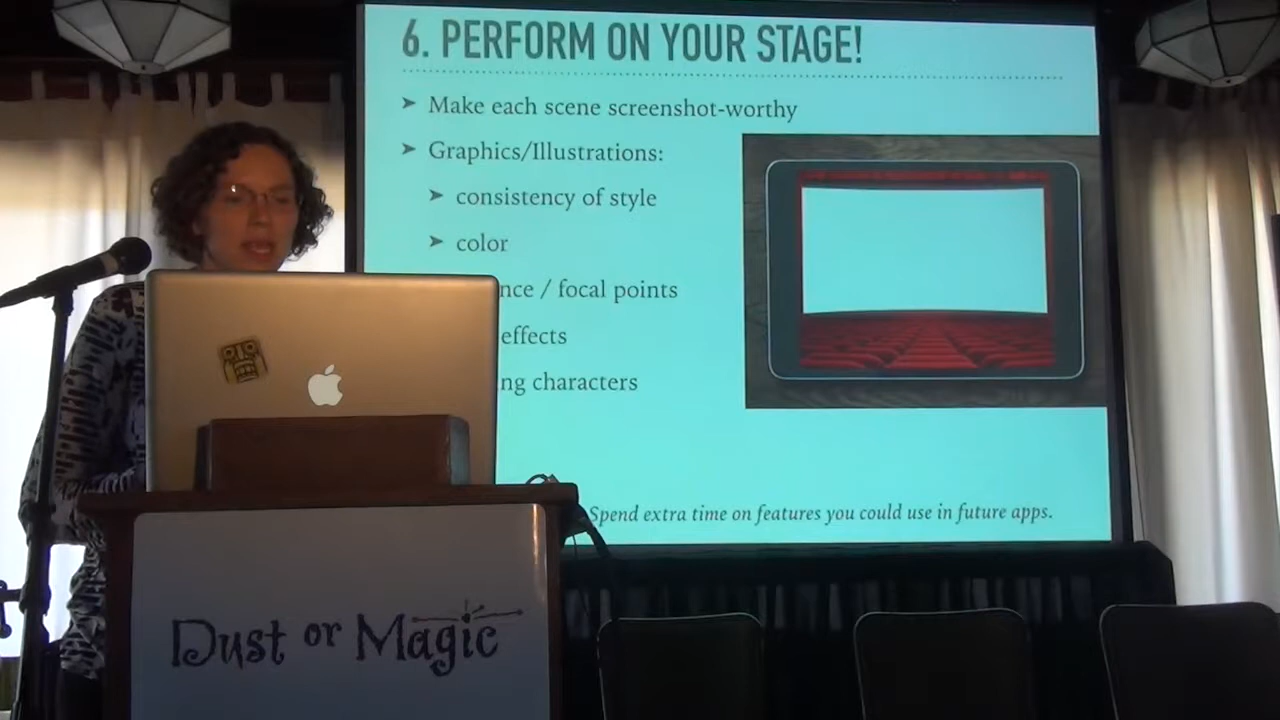 6. PERFORM ON YOUR STAGE!
➤ Make each scene screenshot-worthy
➤ Graphics/Illustrations:
➤ consistency of style
➤ color
nce / focal points
effects
ng characters
Spend extra time on features you could use in future apps.
Dust or Magic